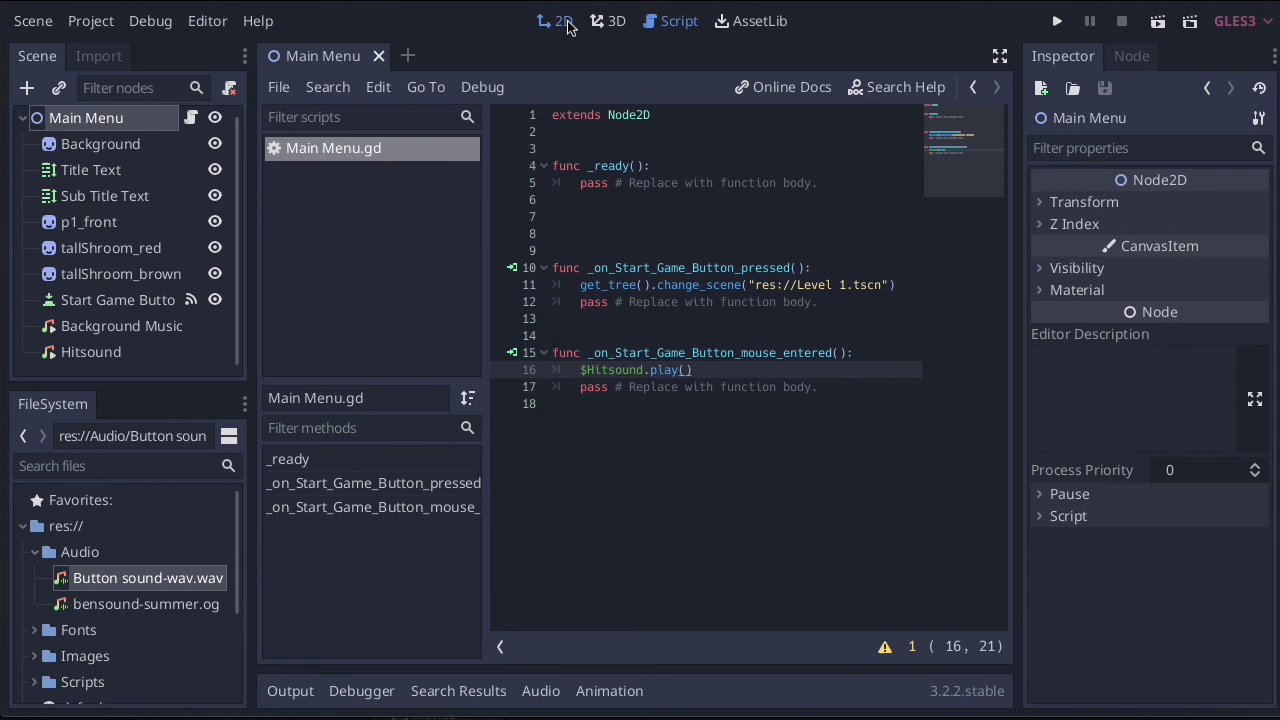 Scene Project Debug Editor Help
2D 3D Script AssetLib
GLES3
Scene Import
Filter nodes
Main Menu
Background
Title Text
Sub Title Text
p1_front
tallShroom_red
tallShroom_brown
Start Game Butto
Background Music
Hitsound
FileSystem
res://Audio/Button soun
Search files
Favorites:
res://
Audio
Button sound-wav.wav
bensound-summer.og
Fonts
Images
Scripts
Main Menu
File Search Edit Go To Debug
Online Docs Search Help
Filter scripts
Main Menu.gd
Main Menu.gd
Filter methods
_ready
_on_Start_Game_Button_pressed
_on_Start_Game_Button_mouse_
1 extends Node2D
2
3
4 func _ready():
5 pass # Replace with function body.
6
7
8
9
10 func _on_Start_Game_Button_pressed():
11 get_tree().change_scene("res://Level 1.tscn")
12 pass # Replace with function body.
13
14
15 func _on_Start_Game_Button_mouse_entered():
16 $Hitsound.play()
17 pass # Replace with function body.
18
1 ( 16, 21)
Output Debugger Search Results Audio Animation
3.2.2.stable
Inspector Node
Main Menu
Filter properties
Node2D
Transform
Z Index
CanvasItem
Visibility
Material
Node
Editor Description
Process Priority 0
Pause
Script